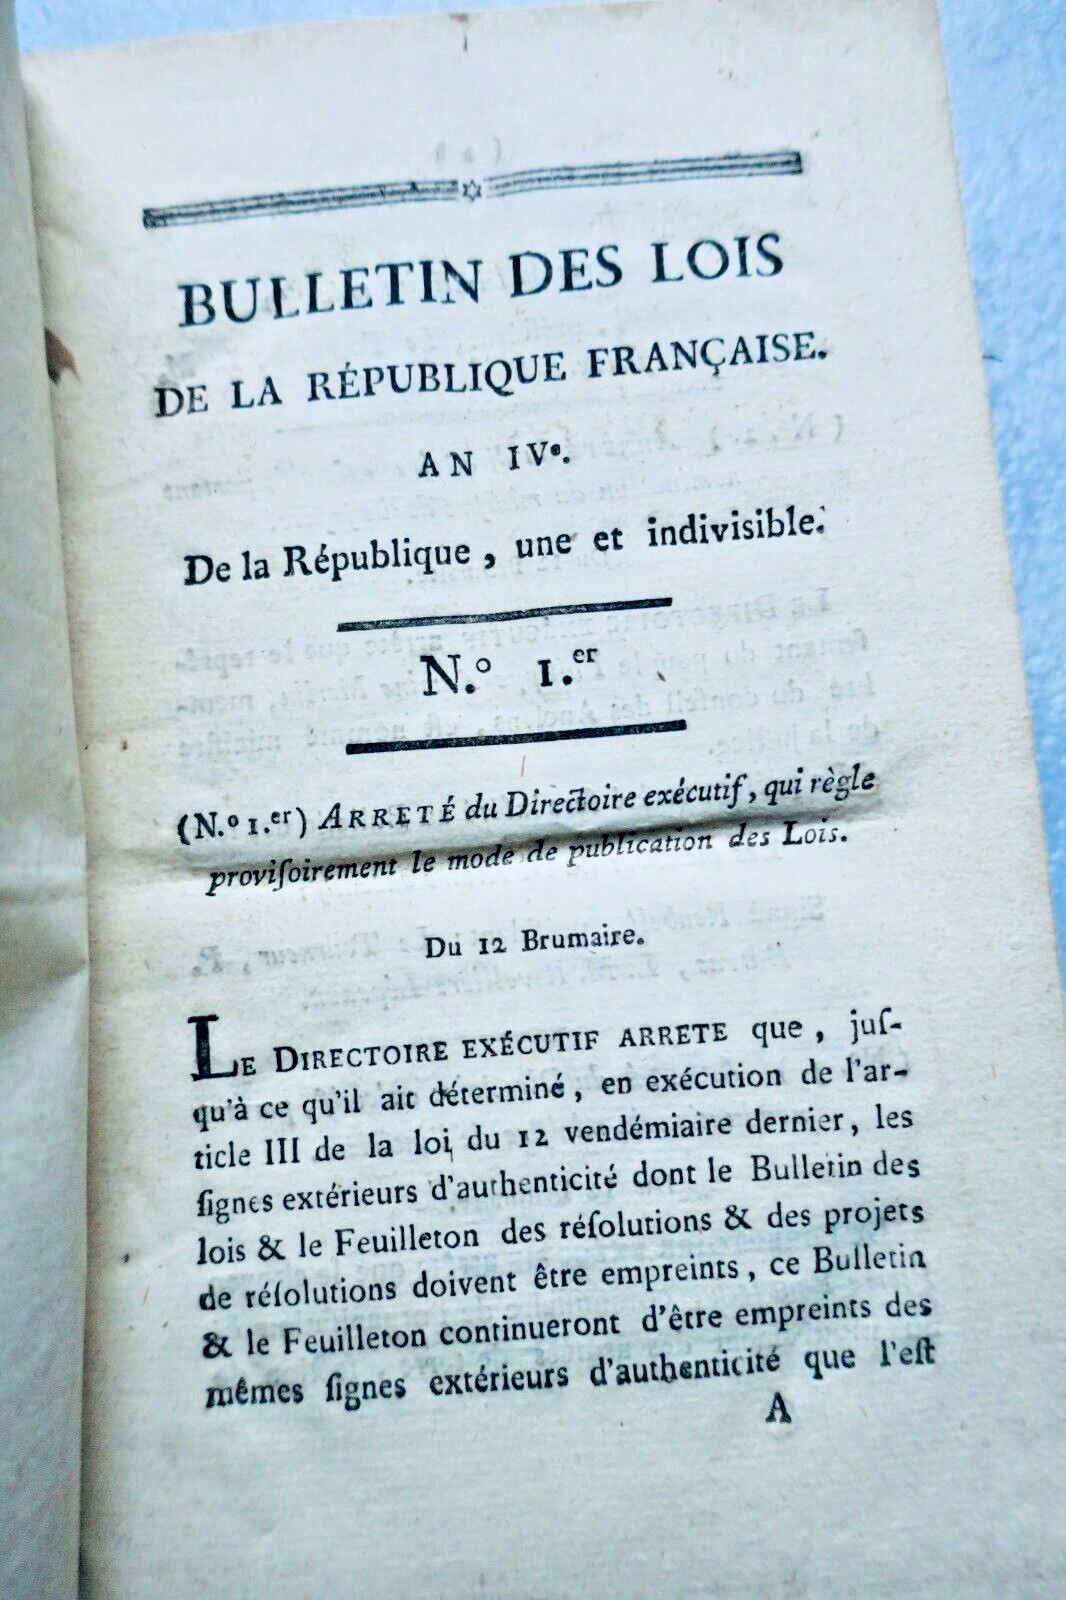 BULLETIN DES LOIS
DE LA RÉPUBLIQUE FRANÇAISE.
AN IVe.
De la République, une et indivisible.
N.o 1.er
(N.o 1.er) ARRETÉ du Directoire exécutif, qui règle
proviſoirement le mode de publication des Lois.
Du 12 Brumaire.
LE DIRECTOIRE EXÉCUTIF ARRETE que, juſ-
qu'à ce qu'il ait déterminé, en exécution de l'ar-
ticle III de la loi du 12 vendémiaire dernier, les
ſignes extérieurs d'authenticité dont le Bulletin des
lois & le Feuilleton des réſolutions & des projets
de réſolutions doivent être empreints, ce Bulletin
& le Feuilleton continueront d'être empreints des
mêmes ſignes extérieurs d'authenticité que l'eſt
A